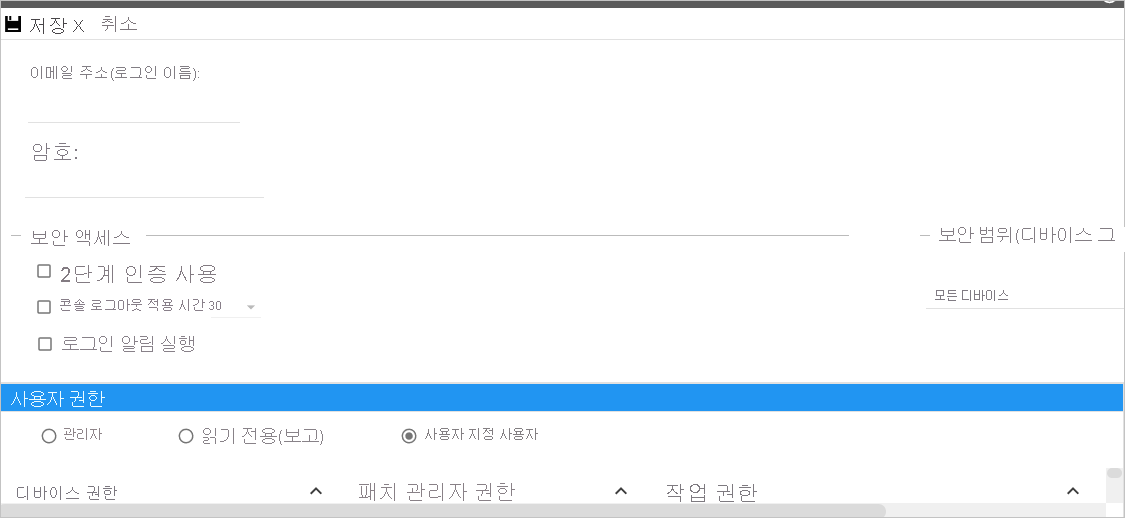 저장 X 취소
이메일 주소(로그인 이름):
암호:
보안 액세스
보안 범위(디바이스 그
2단계 인증 사용
콘솔 로그아웃 적용 시간 30
모든 디바이스
로그인 알림 실행
사용자 권한
관리자 읽기 전용(보고) 사용자 지정 사용자
디바이스 권한 패치 관리자 권한 작업 권한